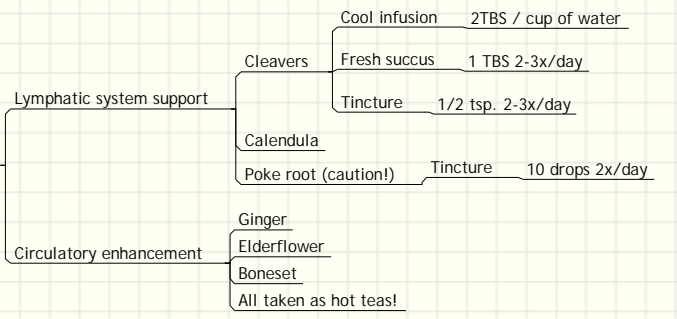 Lymphatic system support
Cleavers
Cool infusion
2TBS / cup of water
Fresh succus
1 TBS 2-3x/day
Tincture
1/2 tsp. 2-3x/day
Calendula
Poke root (caution!)
Tincture
10 drops 2x/day
Circulatory enhancement
Ginger
Elderflower
Boneset
All taken as hot teas!